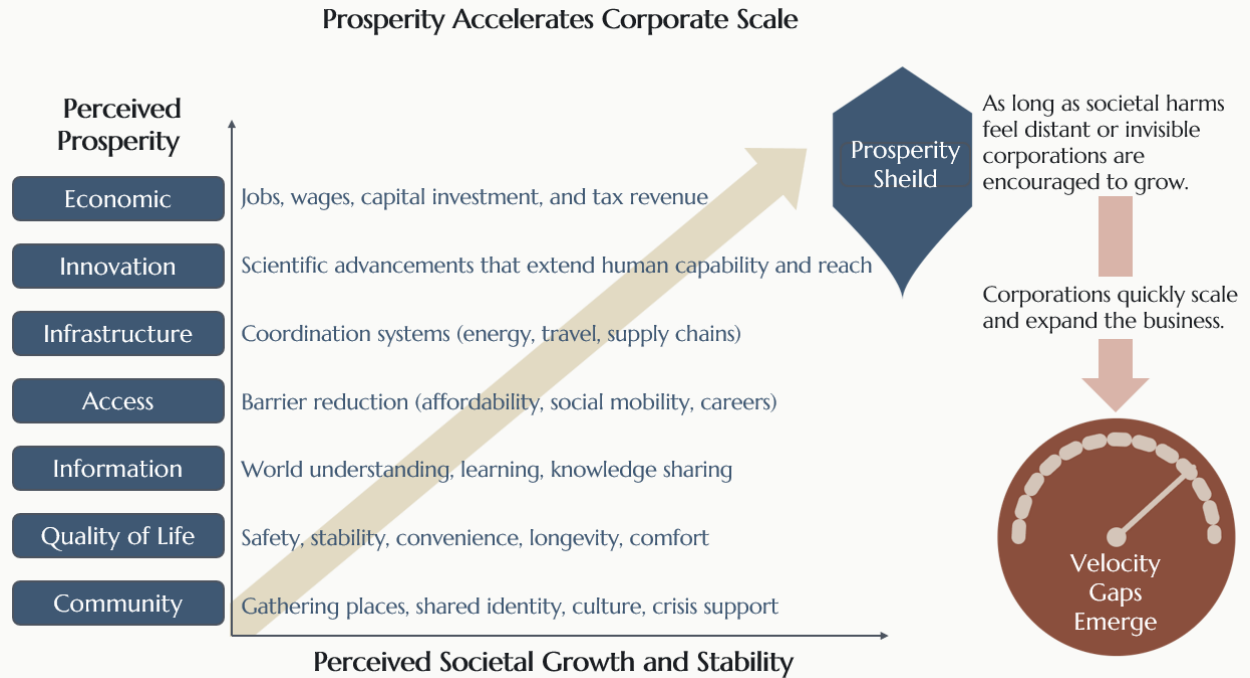 Prosperity Accelerates Corporate Scale
Perceived
Prosperity
Economic
Jobs, wages, capital investment, and tax revenue
Innovation
Scientific advancements that extend human capability and reach
Infrastructure
Coordination systems (energy, travel, supply chains)
Access
Barrier reduction (affordability, social mobility, careers)
Information
World understanding, learning, knowledge sharing
Quality of Life
Safety, stability, convenience, longevity, comfort
Community
Gathering places, shared identity, culture, crisis support
Perceived Societal Growth and Stability
Prosperity
Sheild
As long as societal harms
feel distant or invisible
corporations are
encouraged to grow.
Corporations quickly scale
and expand the business.
Velocity
Gaps
Emerge